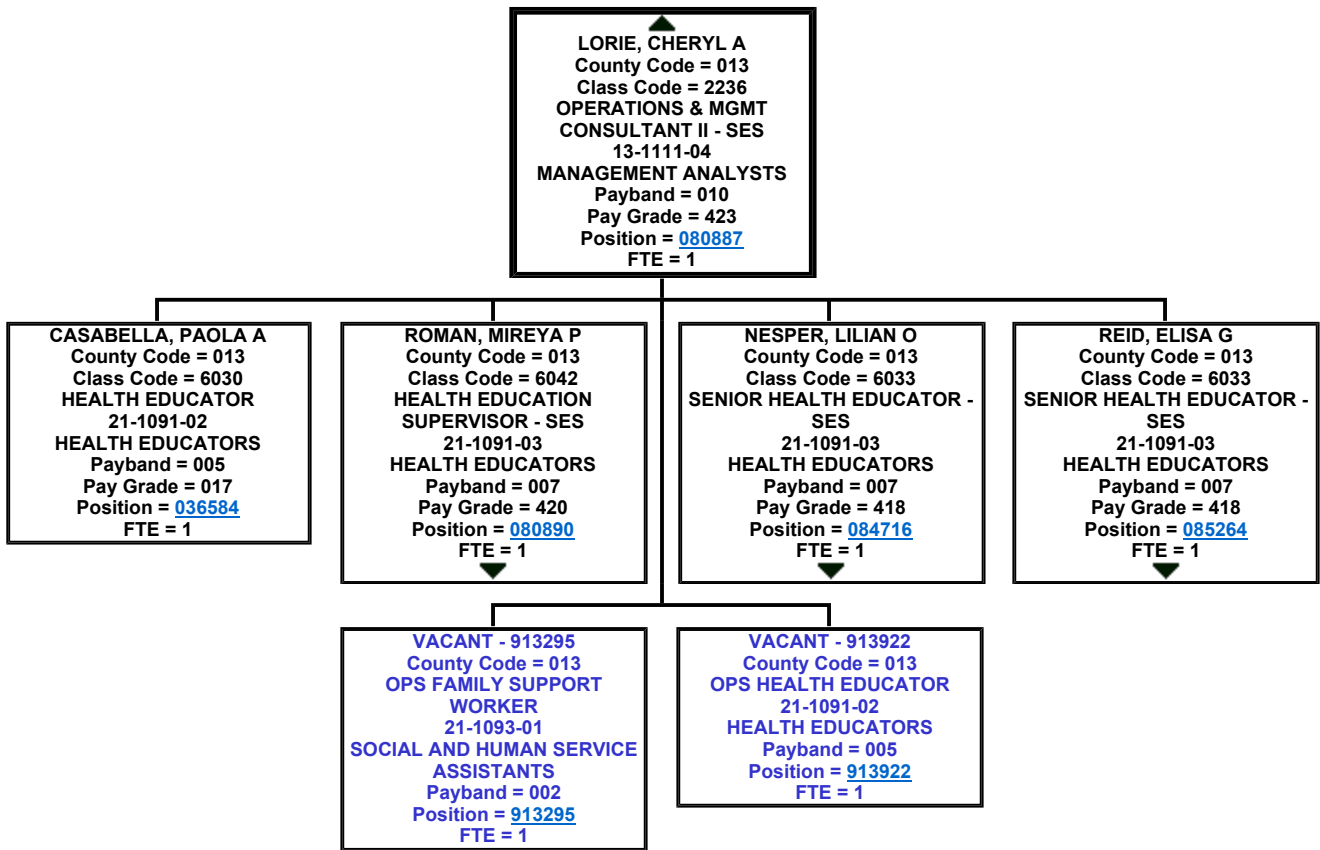 LORIE, CHERYL A
County Code = 013
Class Code = 2236
OPERATIONS & MGMT
CONSULTANT II - SES
13-1111-04
MANAGEMENT ANALYSTS
Payband = 010
Pay Grade = 423
Position = 080887
FTE = 1
CASABELLA, PAOLA A
County Code = 013
Class Code = 6030
HEALTH EDUCATOR
21-1091-02
HEALTH EDUCATORS
Payband = 005
Pay Grade = 017
Position = 036584
FTE = 1
ROMAN, MIREYA P
County Code = 013
Class Code = 6042
HEALTH EDUCATION
SUPERVISOR - SES
21-1091-03
HEALTH EDUCATORS
Payband = 007
Pay Grade = 420
Position = 080890
FTE = 1
NESPER, LILIAN O
County Code = 013
Class Code = 6033
SENIOR HEALTH EDUCATOR -
SES
21-1091-03
HEALTH EDUCATORS
Payband = 007
Pay Grade = 418
Position = 084716
FTE = 1
REID, ELISA G
County Code = 013
Class Code = 6033
SENIOR HEALTH EDUCATOR -
SES
21-1091-03
HEALTH EDUCATORS
Payband = 007
Pay Grade = 418
Position = 085264
FTE = 1
VACANT - 913295
County Code = 013
OPS FAMILY SUPPORT
WORKER
21-1093-01
SOCIAL AND HUMAN SERVICE
ASSISTANTS
Payband = 002
Position = 913295
FTE = 1
VACANT - 913922
County Code = 013
OPS HEALTH EDUCATOR
21-1091-02
HEALTH EDUCATORS
Payband = 005
Position = 913922
FTE = 1